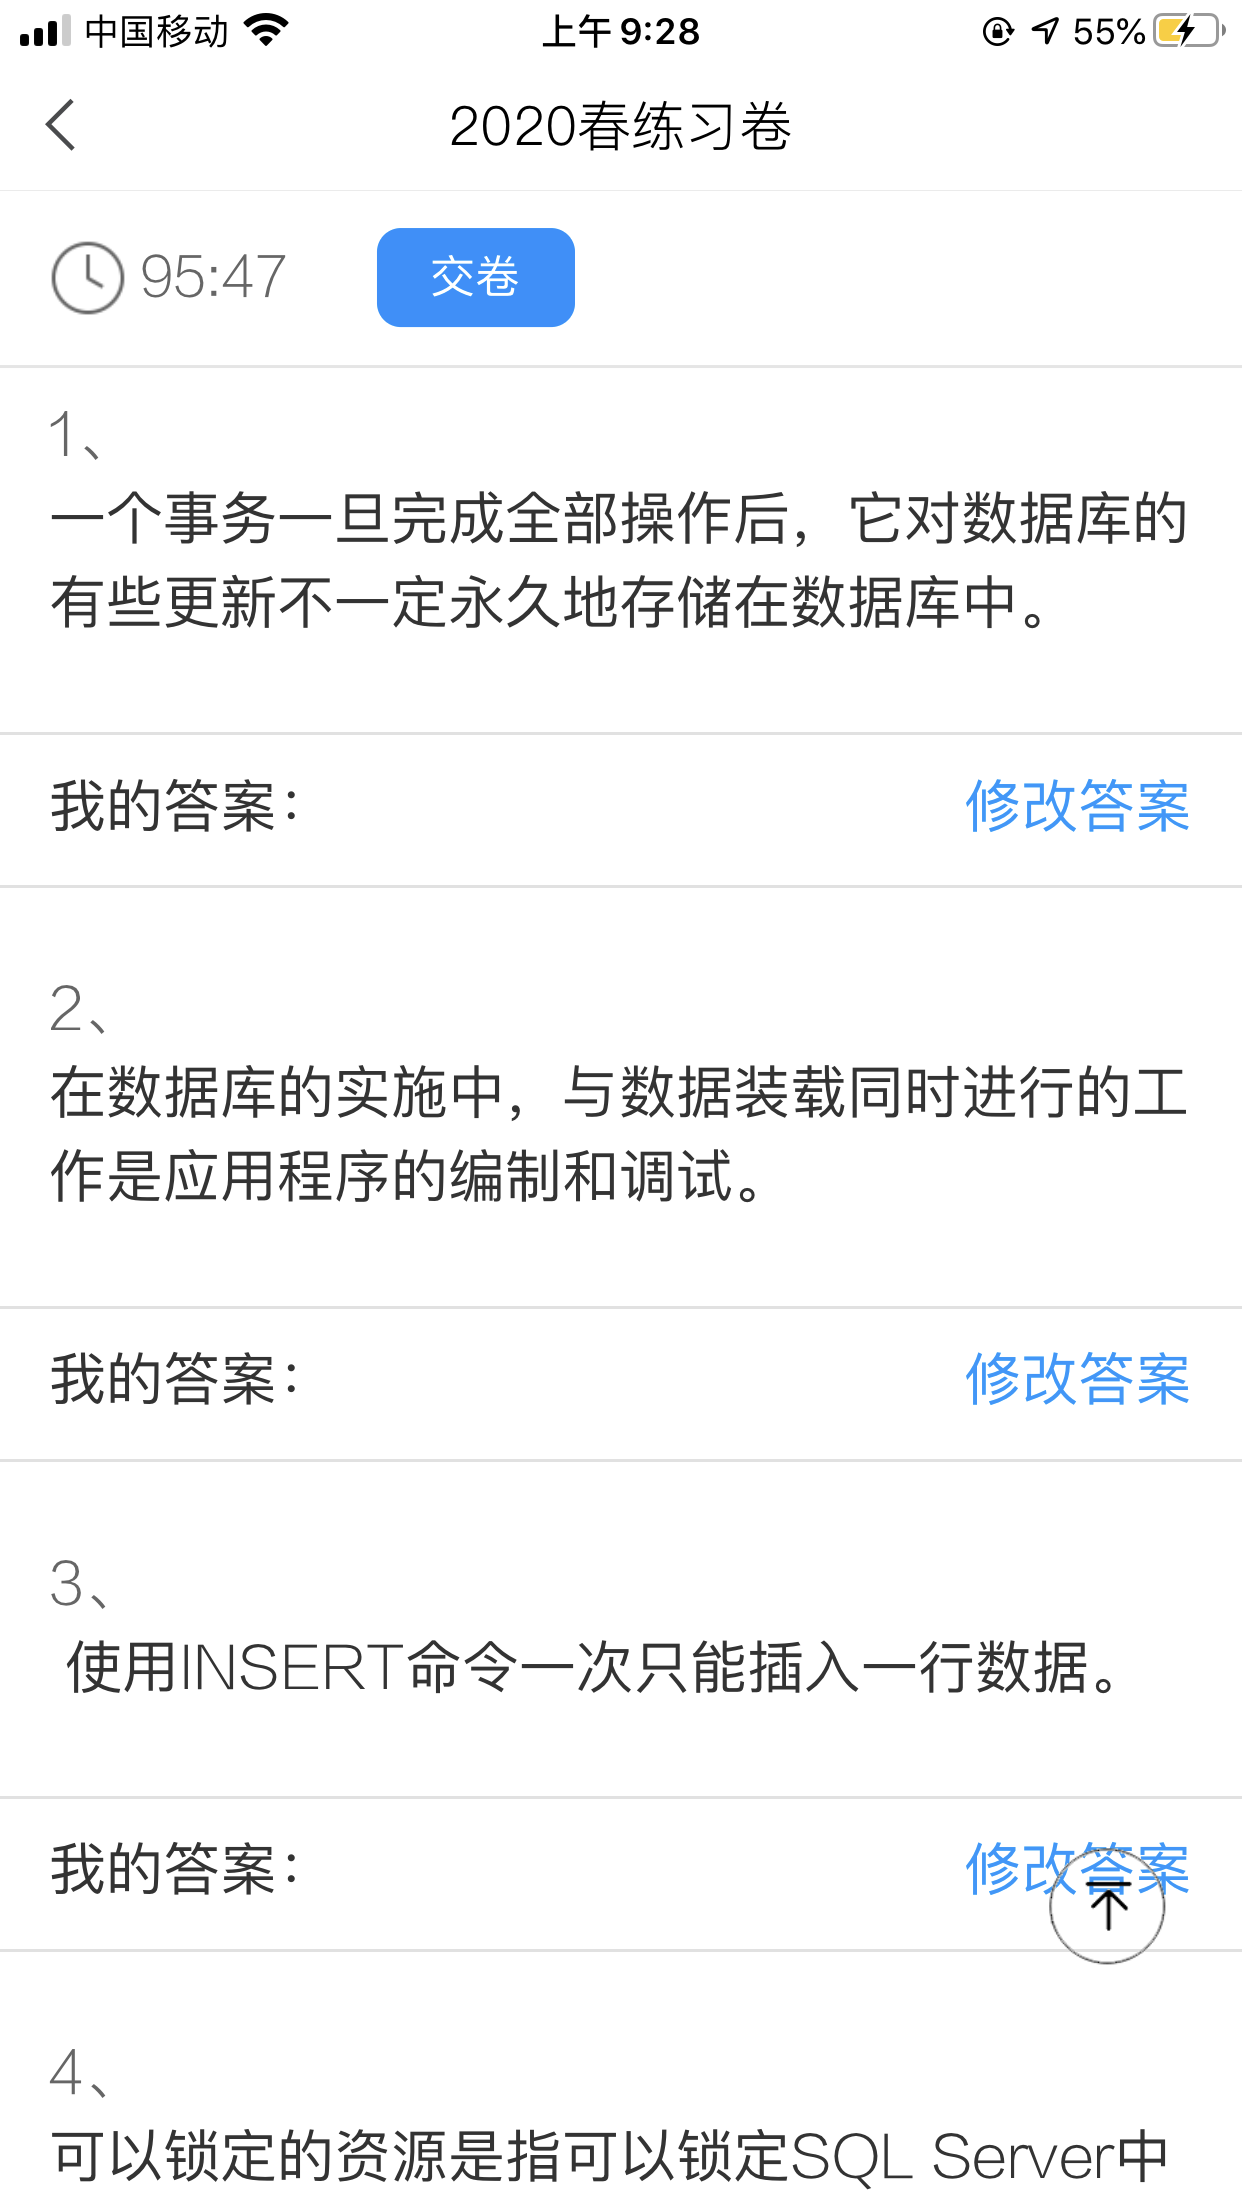 中国移动
上午 9:28
55%
2020春练习卷
95:47
交卷
1、
一个事务一旦完成全部操作后，它对数据库的
有些更新不一定永久地存储在数据库中。
我的答案：
修改答案
2、
在数据库的实施中，与数据装载同时进行的工
作是应用程序的编制和调试。
我的答案：
修改答案
3、
使用INSERT命令一次只能插入一行数据。
我的答案：
修改答案
4、
可以锁定的资源是指可以锁定SQL Server中